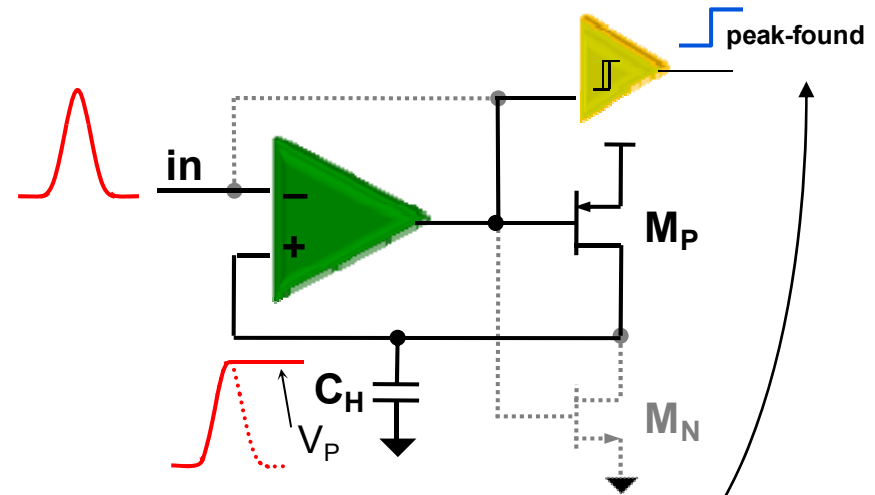 peak-found
in
−
+
M_P
C_H
V_P
M_N